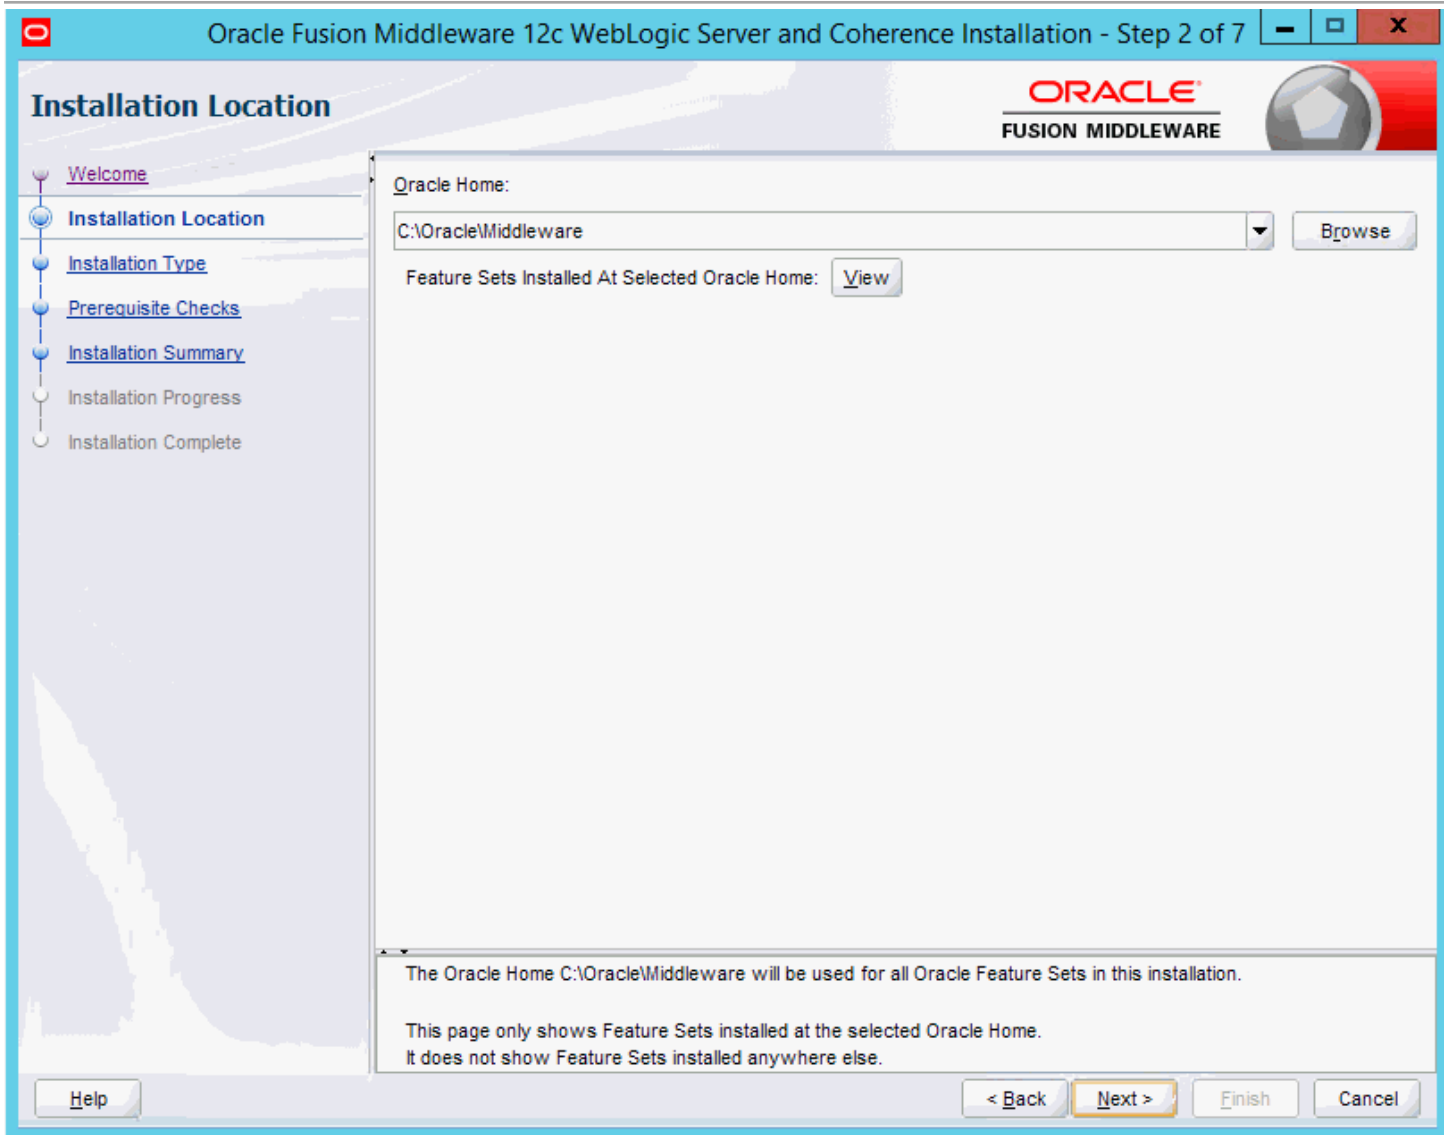 Oracle Fusion Middleware 12c WebLogic Server and Coherence Installation - Step 2 of 7
Installation Location
ORACLE
FUSION MIDDLEWARE
Welcome
Installation Location
Installation Type
Prerequisite Checks
Installation Summary
Installation Progress
Installation Complete
Oracle Home:
C:\Oracle\Middleware
Browse
Feature Sets Installed At Selected Oracle Home: View
The Oracle Home C:\Oracle\Middleware will be used for all Oracle Feature Sets in this installation.
This page only shows Feature Sets installed at the selected Oracle Home.
It does not show Feature Sets installed anywhere else.
Help
< Back
Next >
Finish
Cancel